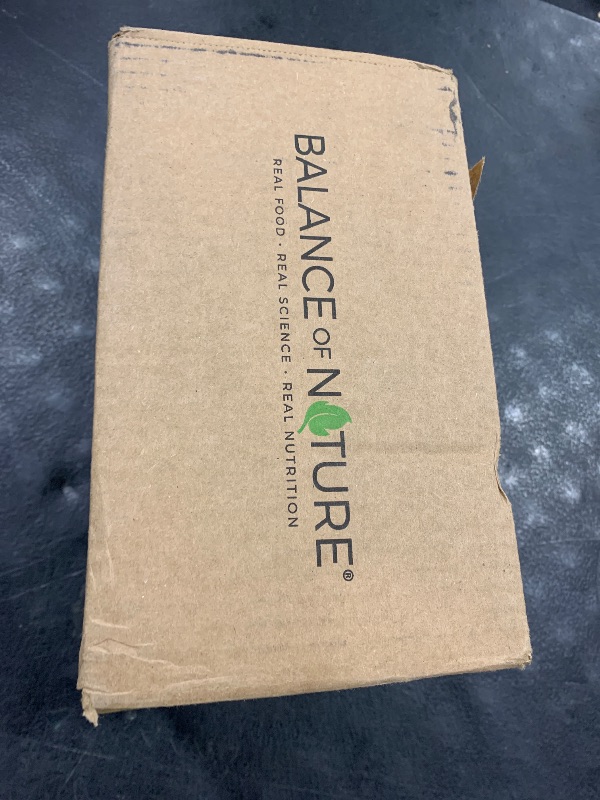 BALANCE OF NATURE®
REAL FOOD · REAL SCIENCE · REAL NUTRITION